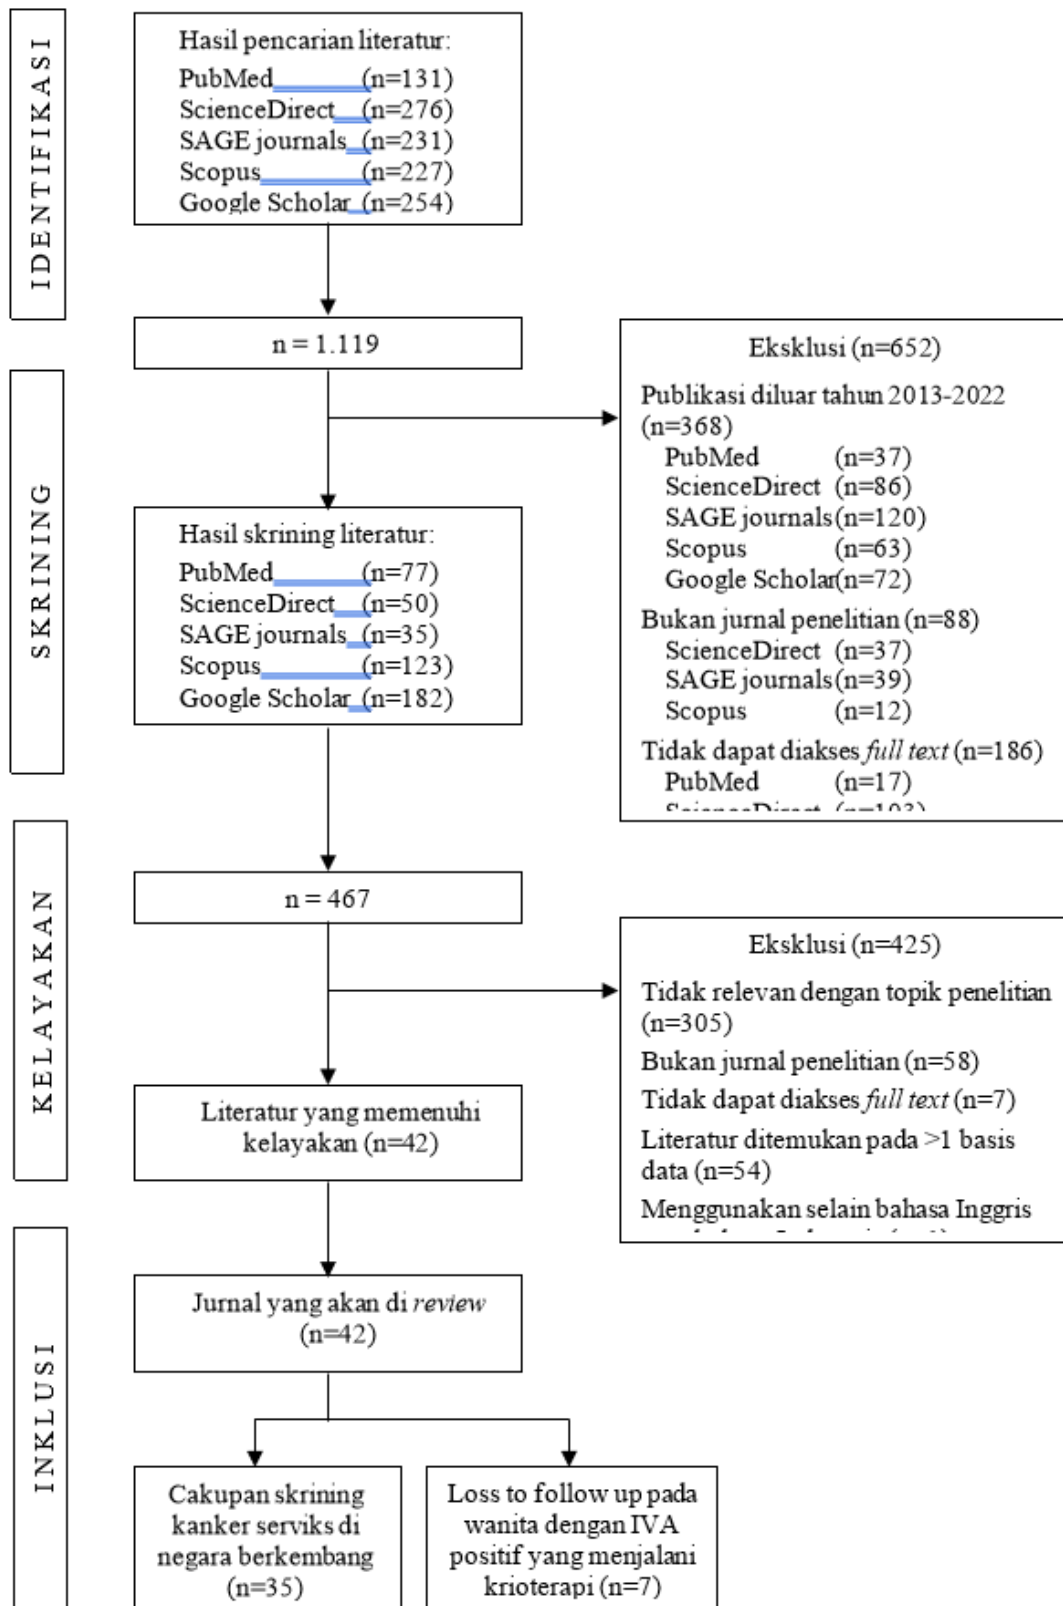 IDENTIFIKASI
Hasil pencarian literatur:
PubMed (n=131)
ScienceDirect (n=276)
SAGE journals (n=231)
Scopus (n=227)
Google Scholar (n=254)
n = 1.119
SKRINING
Eksklusi (n=652)
Publikasi diluar tahun 2013-2022
(n=368)
PubMed (n=37)
ScienceDirect (n=86)
SAGE journals (n=120)
Scopus (n=63)
Google Scholar (n=72)
Bukan jurnal penelitian (n=88)
ScienceDirect (n=37)
SAGE journals (n=39)
Scopus (n=12)
Tidak dapat diakses full text (n=186)
PubMed (n=17)
ScienceDirect (n=103)
Hasil skrining literatur:
PubMed (n=77)
ScienceDirect (n=50)
SAGE journals (n=35)
Scopus (n=123)
Google Scholar (n=182)
KELAYAKAN
n = 467
Eksklusi (n=425)
Tidak relevan dengan topik penelitian
(n=305)
Bukan jurnal penelitian (n=58)
Tidak dapat diakses full text (n=7)
Literatur ditemukan pada >1 basis
data (n=54)
Menggunakan selain bahasa Inggris
Literatur yang memenuhi
kelayakan (n=42)
INKLUSI
Jurnal yang akan di review
(n=42)
Cakupan skrining
kanker serviks di
negara berkembang
(n=35)
Loss to follow up pada
wanita dengan IVA
positif yang menjalani
krioterapi (n=7)